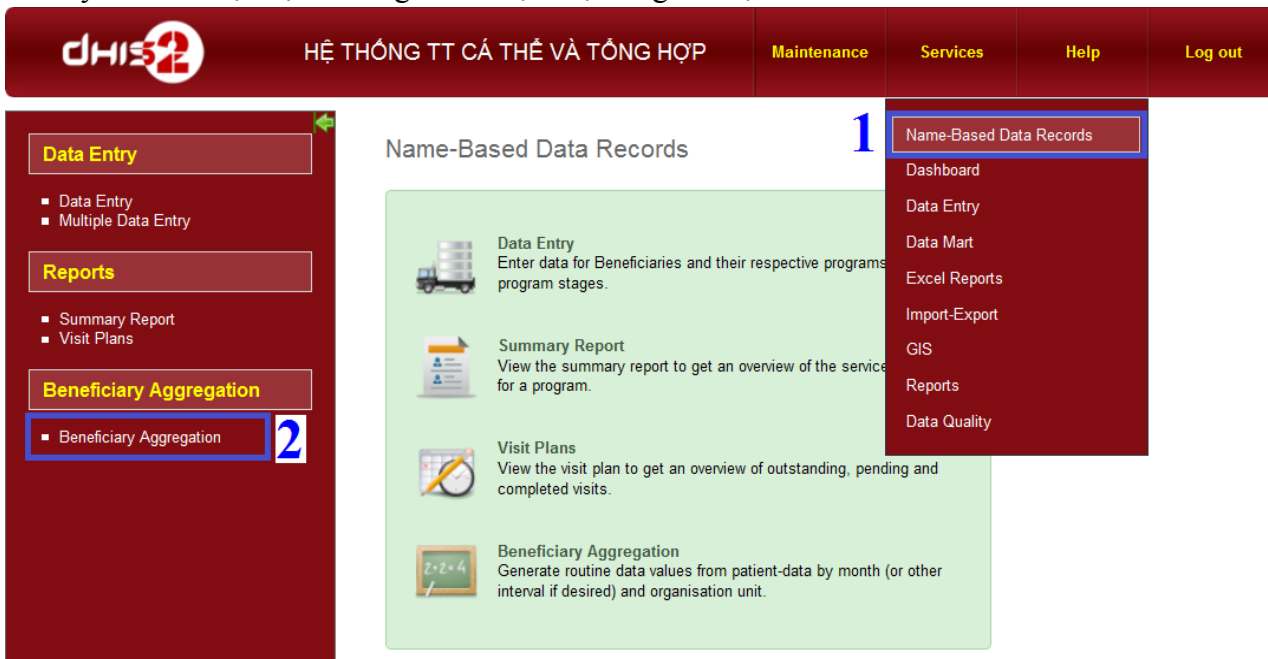 dHIS2
HỆ THỐNG TT CÁ THỂ VÀ TỔNG HỢP
Maintenance
Services
Help
Log out
Data Entry
Data Entry
Multiple Data Entry
Reports
Summary Report
Visit Plans
Beneficiary Aggregation
Beneficiary Aggregation
2
Name-Based Data Records
Data Entry
Enter data for Beneficiaries and their respective programs
program stages.
Summary Report
View the summary report to get an overview of the service
for a program.
Visit Plans
View the visit plan to get an overview of outstanding, pending and
completed visits.
2+2=4
Beneficiary Aggregation
Generate routine data values from patient-data by month (or other
interval if desired) and organisation unit.
1
Name-Based Data Records
Dashboard
Data Entry
Data Mart
Excel Reports
Import-Export
GIS
Reports
Data Quality